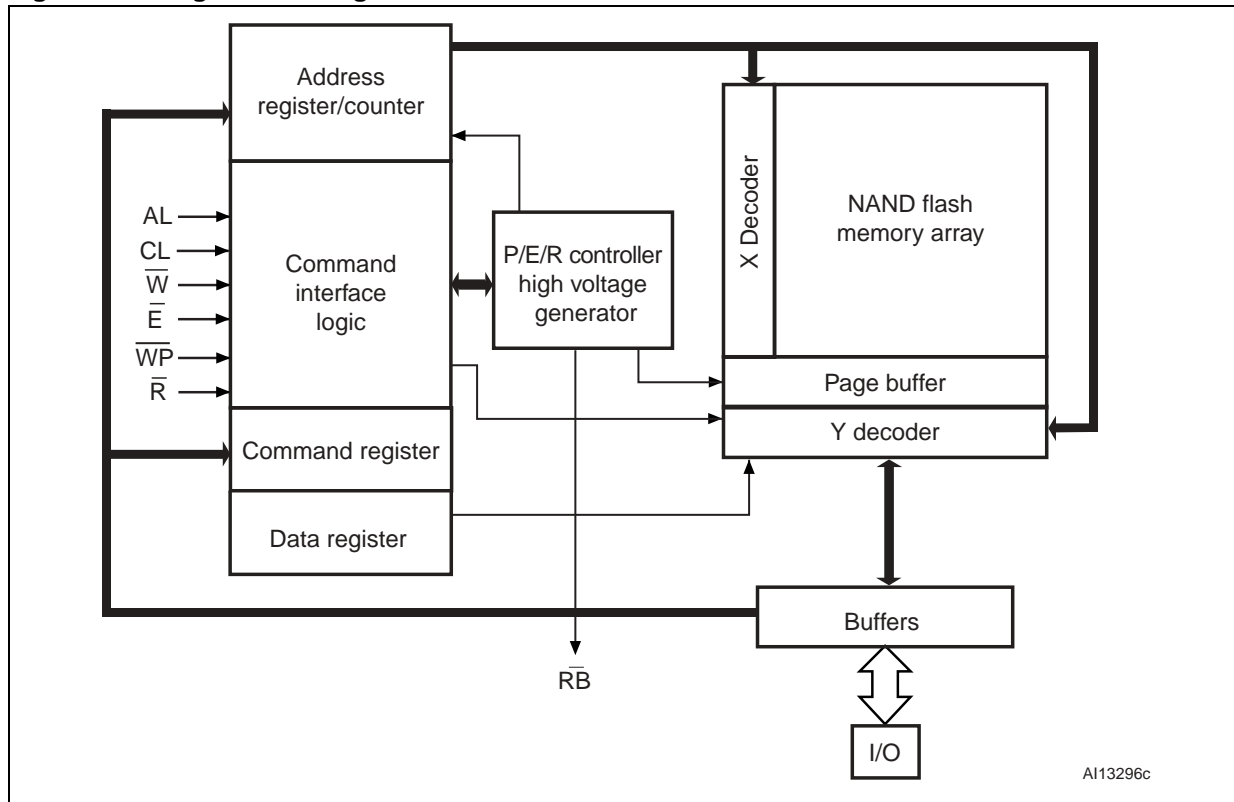 Address
register/counter
AL
CL
W̅
E̅
W̅P̅
R̅
Command
interface
logic
Command register
Data register
P/E/R controller
high voltage
generator
RB̅
X Decoder
NAND flash
memory array
Page buffer
Y decoder
Buffers
I/O
AI13296c